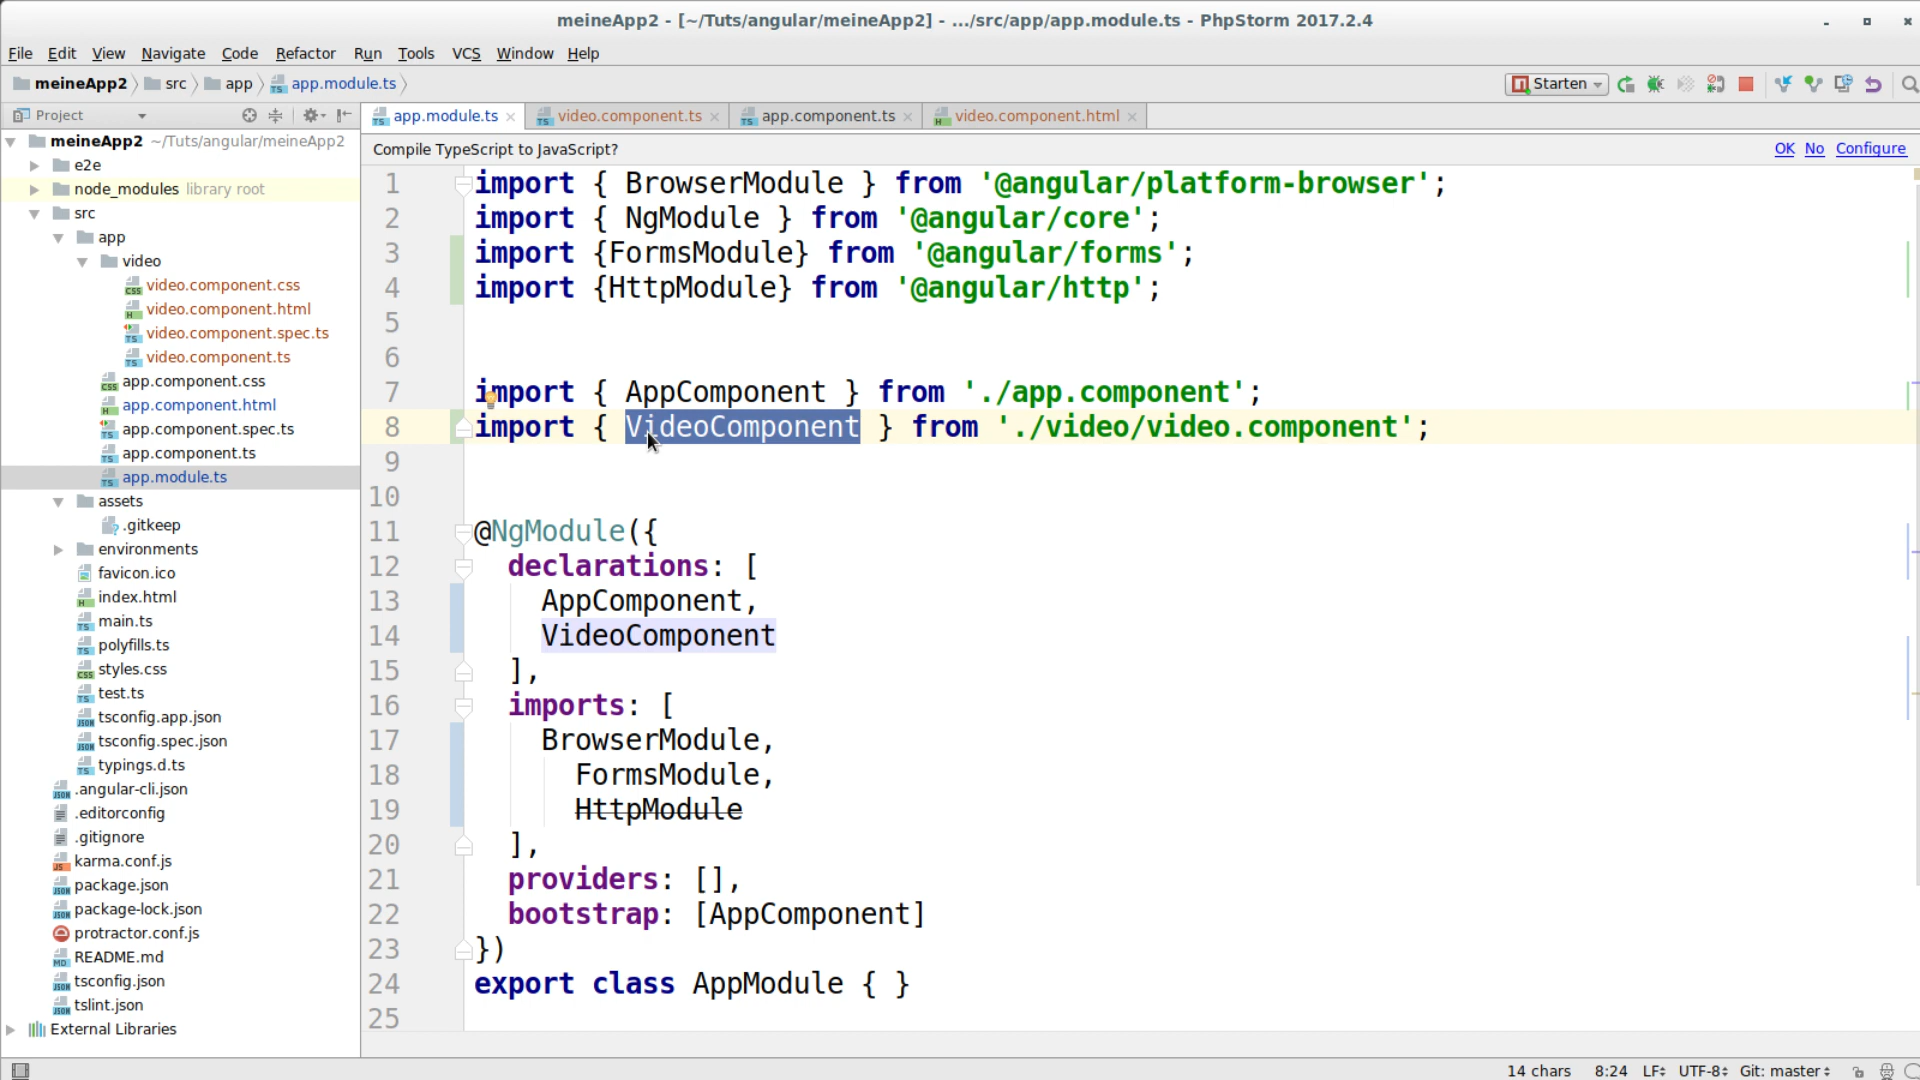 meineApp2 - [~/Tuts/angular/meineApp2] - .../src/app/app.module.ts - PhpStorm 2017.2.4
File Edit View Navigate Code Refactor Run Tools VCS Window Help
meineApp2 src app app.module.ts Starten
Project
app.module.ts video.component.ts app.component.ts video.component.html
Compile TypeScript to JavaScript? OK No Configure
meineApp2 ~/Tuts/angular/meineApp2
e2e
node_modules library root
src
app
video
video.component.css
video.component.html
video.component.spec.ts
video.component.ts
app.component.css
app.component.html
app.component.spec.ts
app.component.ts
app.module.ts
assets
.gitkeep
environments
favicon.ico
index.html
main.ts
polyfills.ts
styles.css
test.ts
tsconfig.app.json
tsconfig.spec.json
typings.d.ts
.angular-cli.json
.editorconfig
.gitignore
karma.conf.js
package.json
package-lock.json
protractor.conf.js
README.md
tsconfig.json
tslint.json
External Libraries
1 import { BrowserModule } from '@angular/platform-browser';
2 import { NgModule } from '@angular/core';
3 import {FormsModule} from '@angular/forms';
4 import {HttpModule} from '@angular/http';
5
6
7 import { AppComponent } from './app.component';
8 import { VideoComponent } from './video/video.component';
9
10
11 @NgModule({
12 declarations: [
13 AppComponent,
14 VideoComponent
15 ],
16 imports: [
17 BrowserModule,
18 FormsModule,
19 HttpModule
20 ],
21 providers: [],
22 bootstrap: [AppComponent]
23 })
24 export class AppModule { }
25
14 chars 8:24 LF UTF-8 Git: master